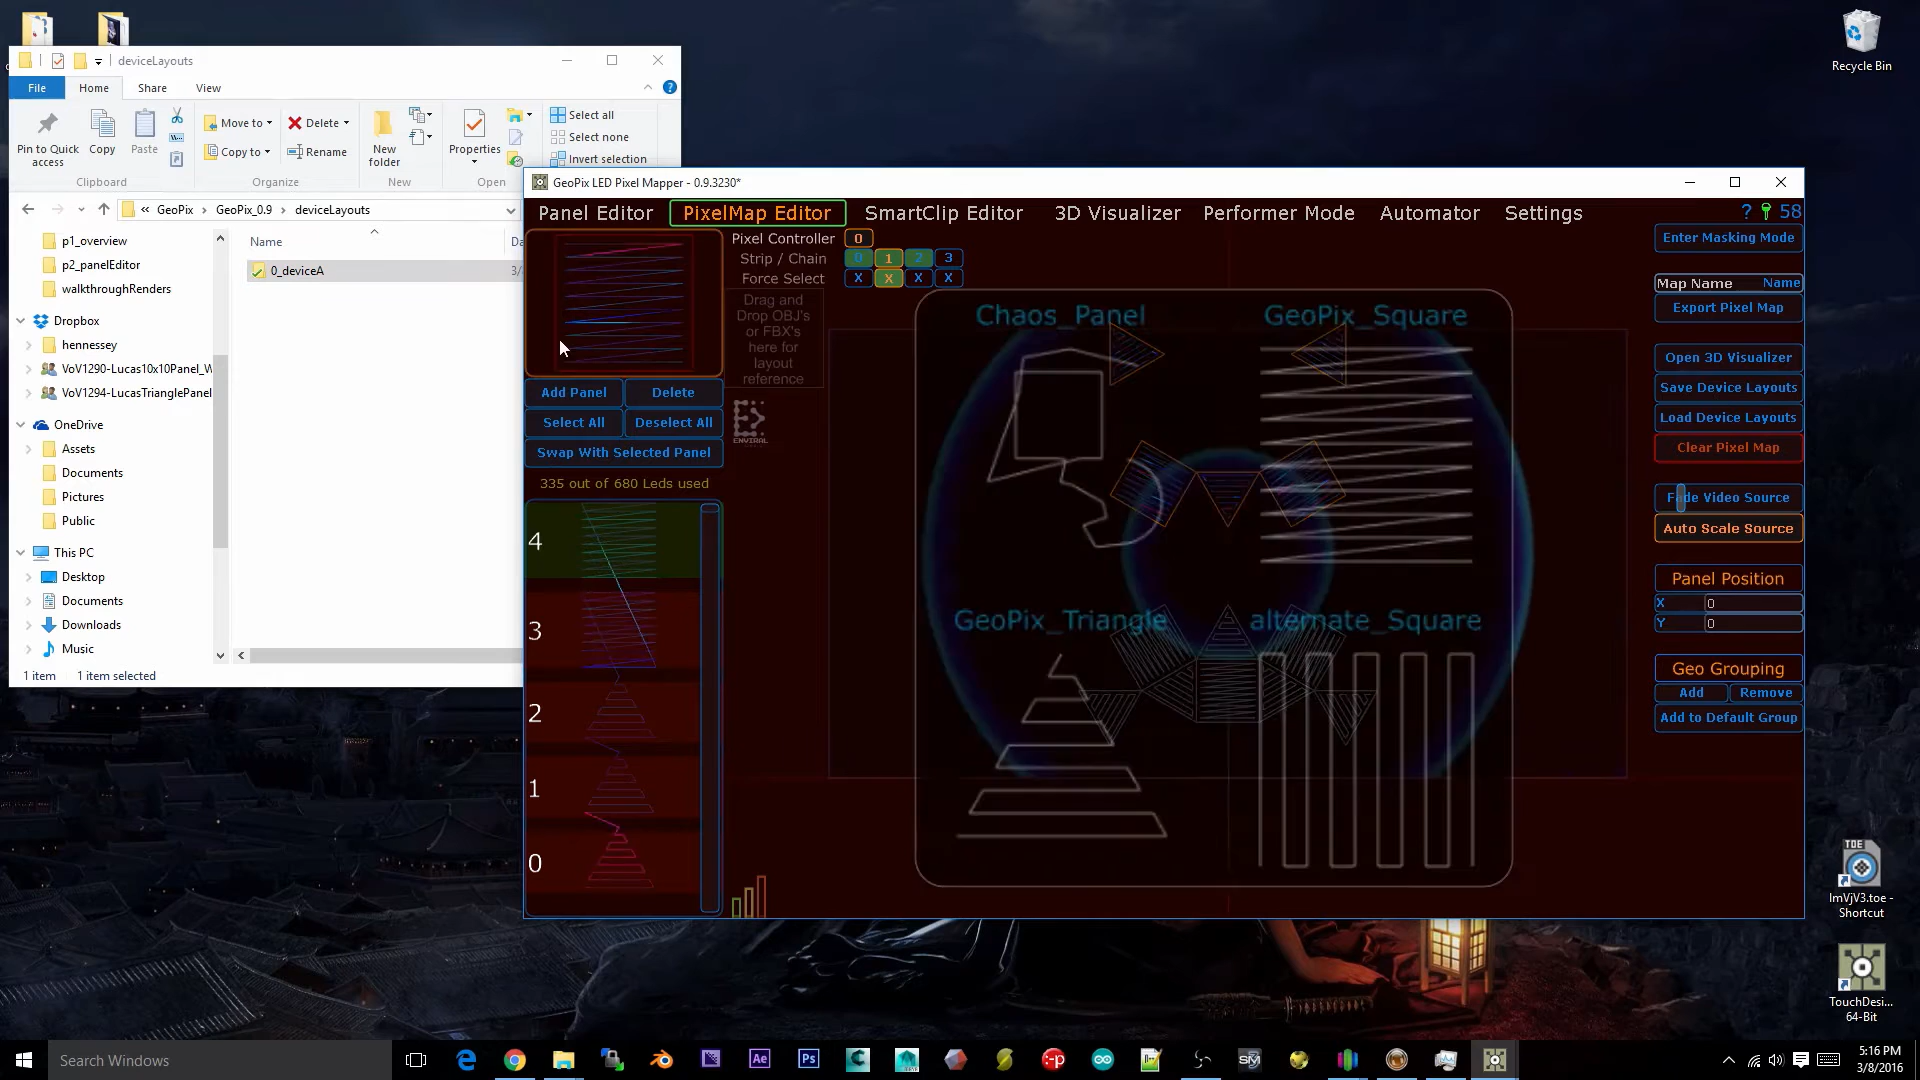 Recycle Bin
deviceLayouts
File
Home
Share
View
Pin to Quick access
Copy
Paste
Move to
Copy to
Delete
Rename
New folder
Properties
Select all
Select none
Invert selection
Clipboard
Organize
New
Open
« GeoPix › GeoPix_0.9 › deviceLayouts
p1_overview
p2_panelEditor
walkthroughRenders
Dropbox
hennessey
VoV1290-Lucas10x10Panel_W
VoV1294-LucasTrianglePanel
OneDrive
Assets
Documents
Pictures
Public
This PC
Desktop
Documents
Downloads
Music
Name
0_deviceA
3/
1 item
1 item selected
GeoPix LED Pixel Mapper - 0.9.3230*
Panel Editor
PixelMap Editor
SmartClip Editor
3D Visualizer
Performer Mode
Automator
Settings
? 58
Pixel Controller 0
Strip / Chain 0 1 2 3
Force Select X X X X
Drag and
Drop OBJ's
or FBX's
here for
layout
reference
ENVIRAL
Add Panel
Delete
Select All
Deselect All
Swap With Selected Panel
335 out of 680 Leds used
4
3
2
1
0
Chaos_Panel
GeoPix_Square
GeoPix_Triangle
alternate_Square
Enter Masking Mode
Map Name Name
Export Pixel Map
Open 3D Visualizer
Save Device Layouts
Load Device Layouts
Clear Pixel Map
Fade Video Source
Auto Scale Source
Panel Position
X 0
Y 0
Geo Grouping
Add
Remove
Add to Default Group
ImVjV3.toe -
Shortcut
TouchDesi...
64-Bit
Search Windows
Ae
Ps
SM
:p
5:16 PM
3/8/2016